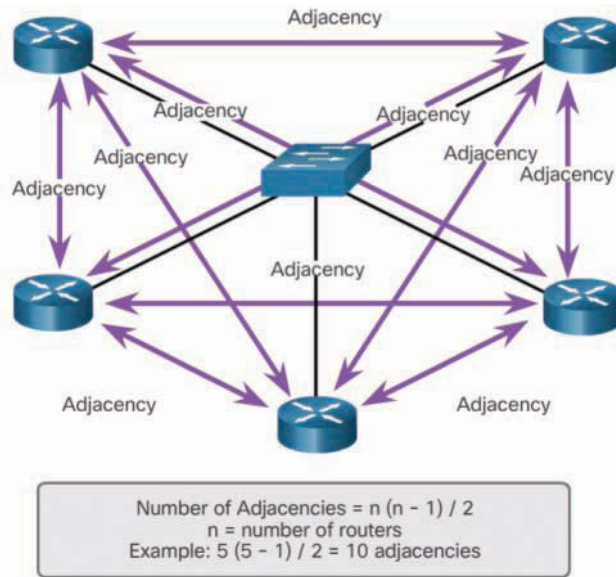 Adjacency
Adjacency
Adjacency
Adjacency
Adjacency
Adjacency
Adjacency
Adjacency
Adjacency
Adjacency
Number of Adjacencies = n (n – 1) / 2
n = number of routers
Example: 5 (5 – 1) / 2 = 10 adjacencies